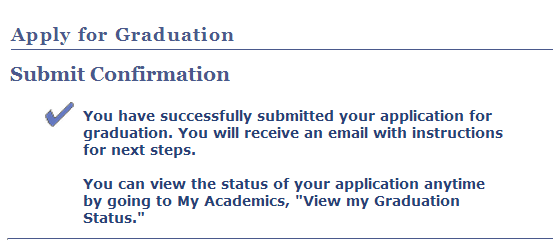 Apply for Graduation
Submit Confirmation
You have successfully submitted your application for
graduation. You will receive an email with instructions
for next steps.
You can view the status of your application anytime
by going to My Academics, "View my Graduation
Status."